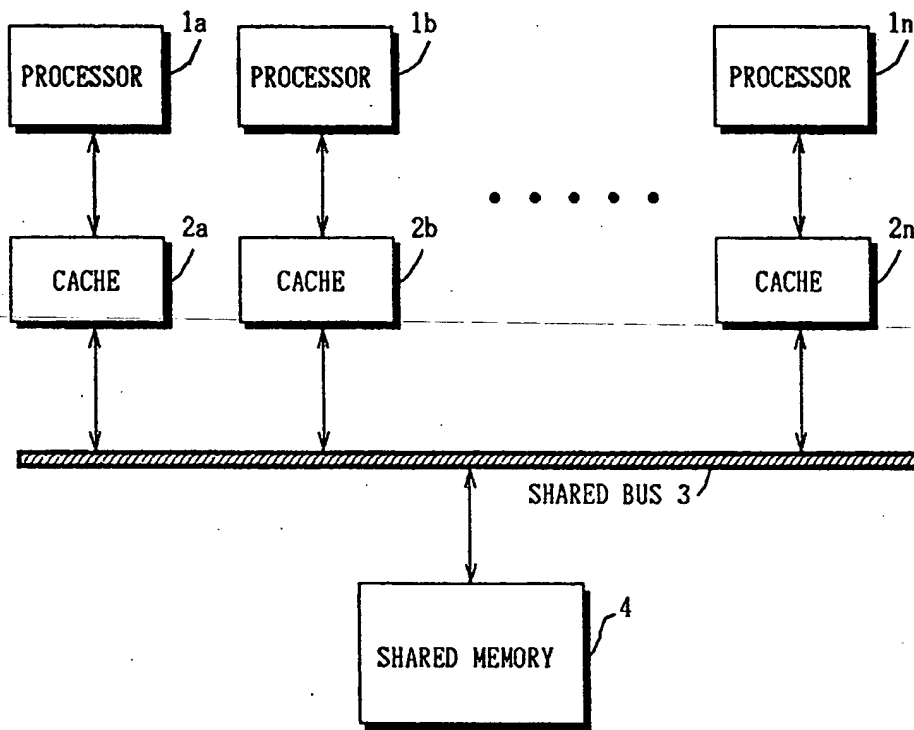 1a
1b
1n
PROCESSOR
PROCESSOR
PROCESSOR
2a
2b
2n
CACHE
CACHE
CACHE
SHARED BUS 3
4
SHARED MEMORY